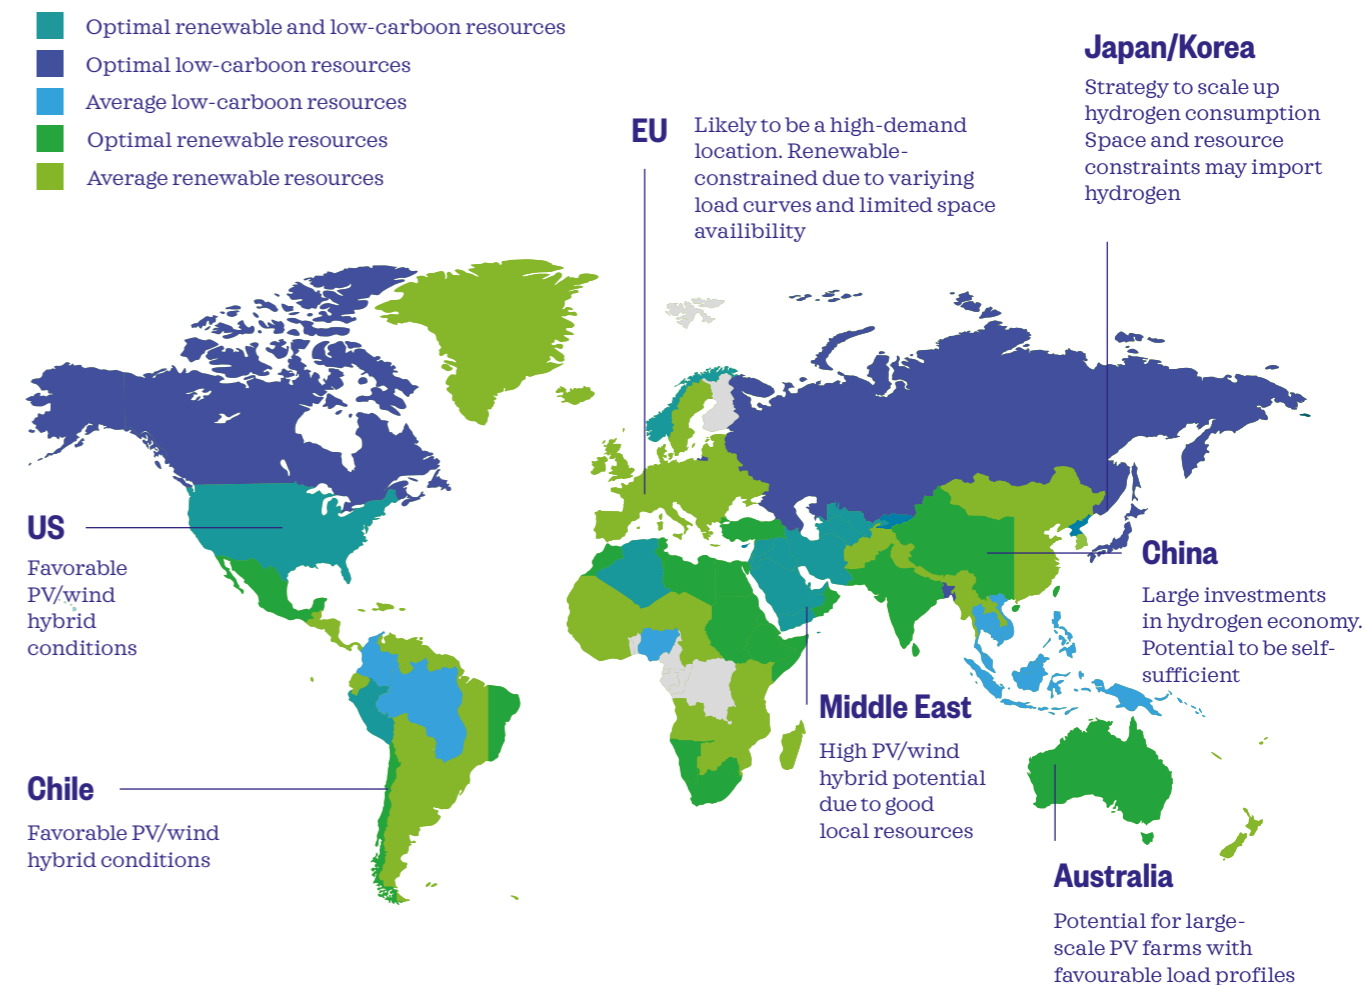 Optimal renewable and low-carboon resources
Optimal low-carboon resources
Average low-carboon resources
Optimal renewable resources
Average renewable resources
EU
Likely to be a high-demand
location. Renewable-
constrained due to variying
load curves and limited space
availibility
Japan/Korea
Strategy to scale up
hydrogen consumption
Space and resource
constraints may import
hydrogen
US
Favorable
PV/wind
hybrid
conditions
China
Large investments
in hydrogen economy.
Potential to be self-
sufficient
Middle East
High PV/wind
hybrid potential
due to good
local resources
Chile
Favorable PV/wind
hybrid conditions
Australia
Potential for large-
scale PV farms with
favourable load profiles